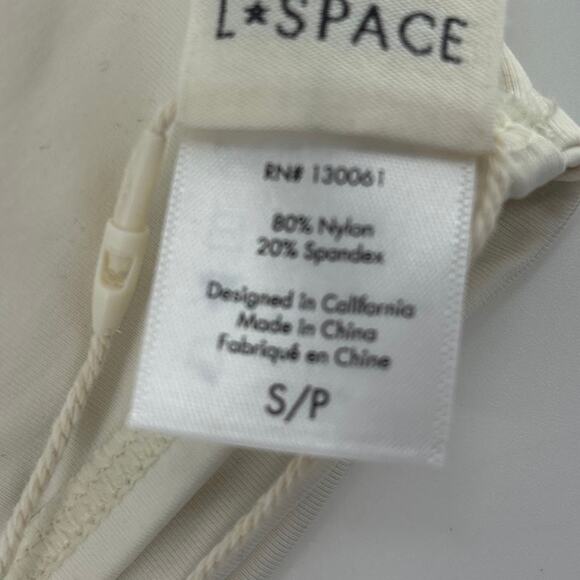 L★SPACE
RN# 130061
80% Nylon
20% Spandex
Designed in California
Made in China
Fabriqué en Chine
S/P